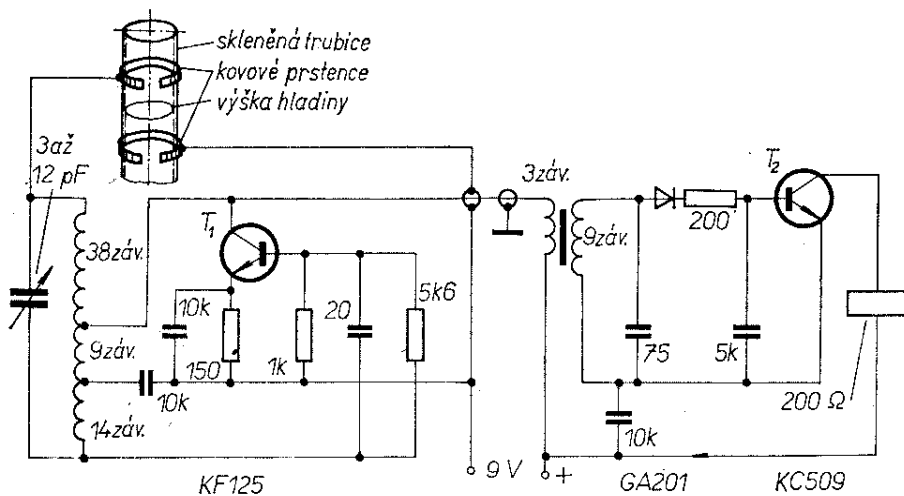 skleněná trubice
kovové prstence
výška hladiny
3až
12 pF
38záv.
9záv.
14záv.
T1
10k
150
10k
1k
20
5k6
3záv.
9záv.
200
T2
75
5k
10k
200 Ω
9 V
+
KF125
GA201
KC509